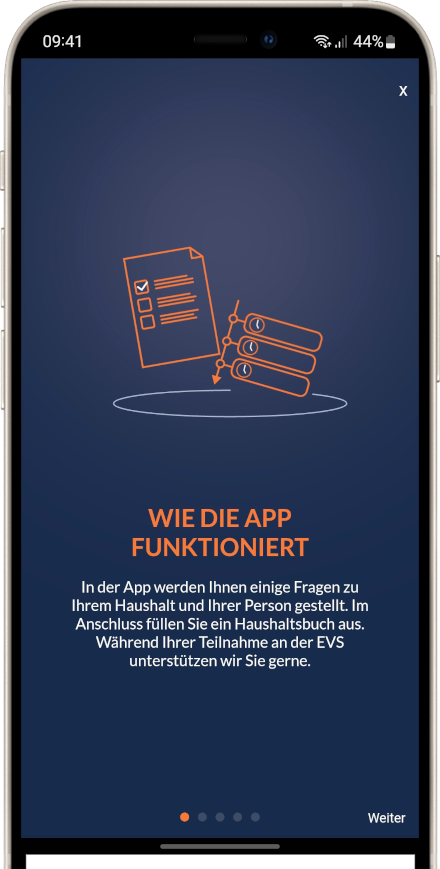 09:41
44%
X
WIE DIE APP
FUNKTIONIERT
In der App werden Ihnen einige Fragen zu
Ihrem Haushalt und Ihrer Person gestellt. Im
Anschluss füllen Sie ein Haushaltsbuch aus.
Während Ihrer Teilnahme an der EVS
unterstützen wir Sie gerne.
Weiter